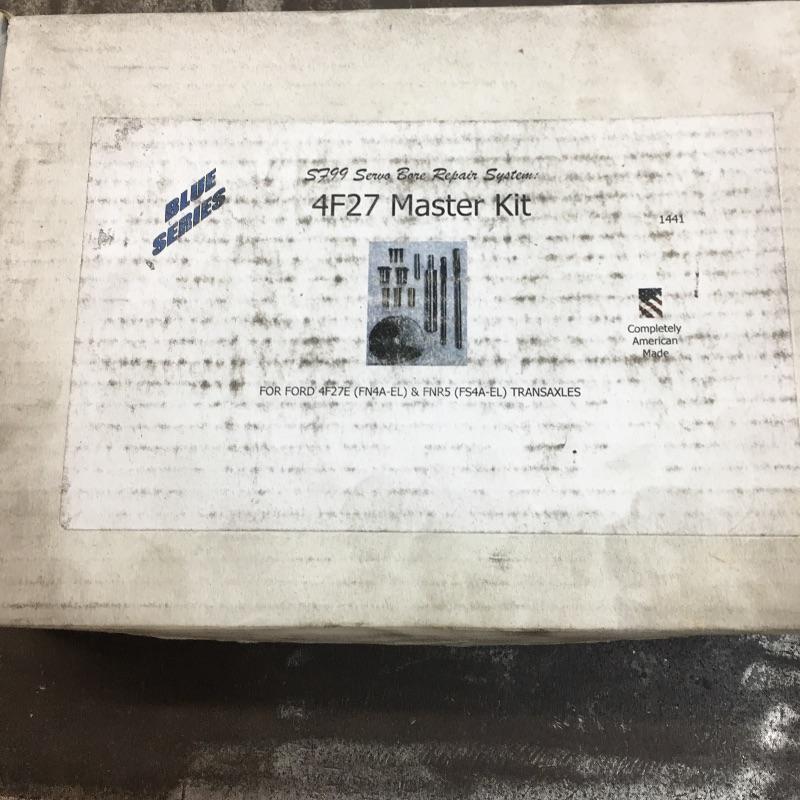 BLUE
SERIES
SF99 Servo Bore Repair System:
4F27 Master Kit
1441
Completely
American
Made
FOR FORD 4F27E (FN4A-EL) & FNR5 (FS4A-EL) TRANSAXLES